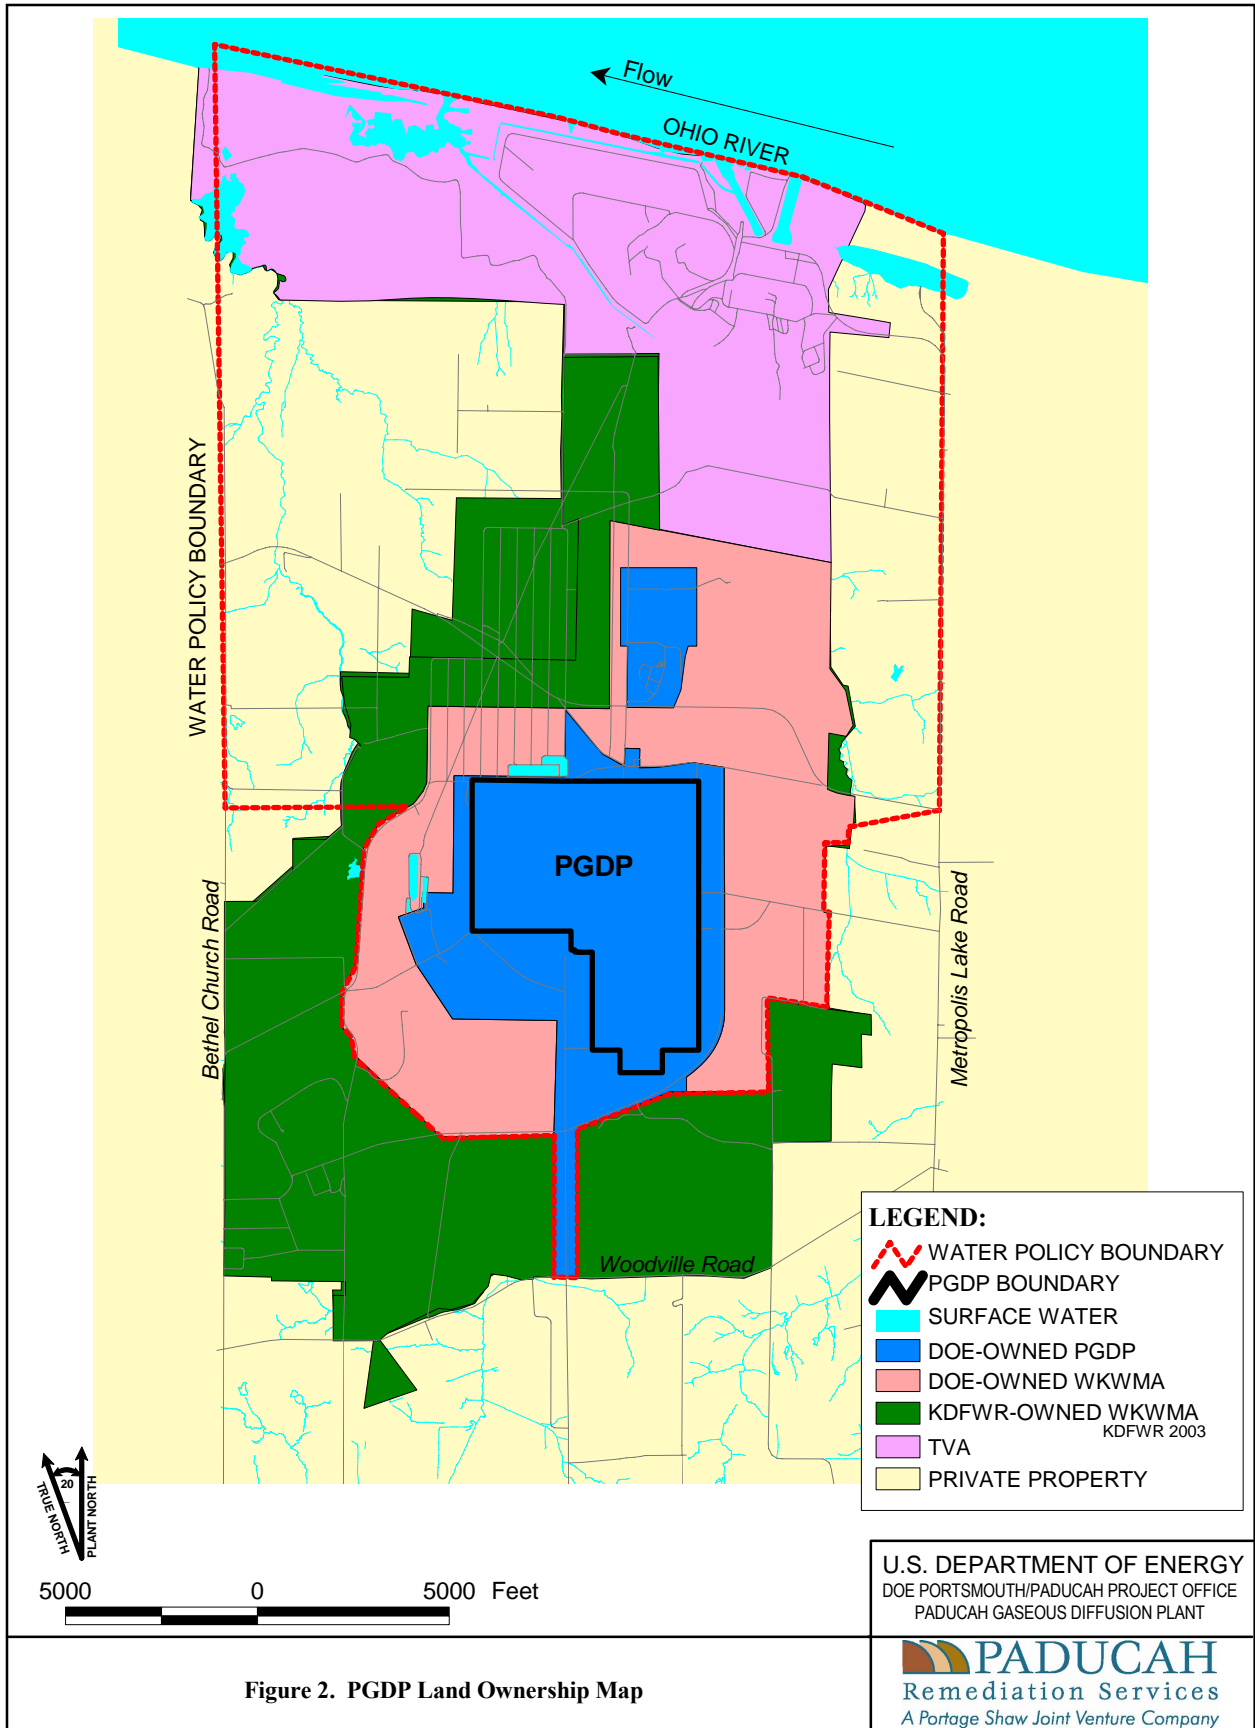 Flow
OHIO RIVER
WATER POLICY BOUNDARY
PGDP
Bethel Church Road
Metropolis Lake Road
Woodville Road
LEGEND:
WATER POLICY BOUNDARY
PGDP BOUNDARY
SURFACE WATER
DOE-OWNED PGDP
DOE-OWNED WKWMA
KDFWR-OWNED WKWMA
KDFWR 2003
TVA
PRIVATE PROPERTY
20
TRUE NORTH
PLANT NORTH
5000 0 5000 Feet
U.S. DEPARTMENT OF ENERGY
DOE PORTSMOUTH/PADUCAH PROJECT OFFICE
PADUCAH GASEOUS DIFFUSION PLANT
PADUCAH
Remediation Services
A Portage Shaw Joint Venture Company
Figure 2. PGDP Land Ownership Map